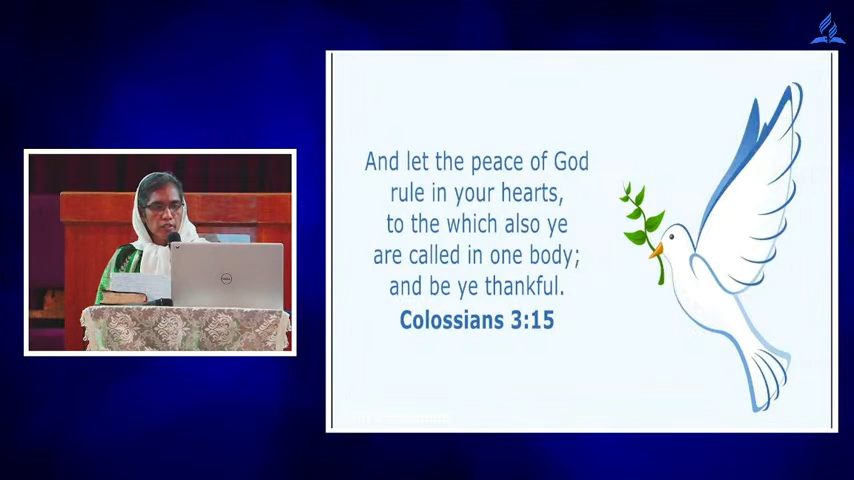 And let the peace of God
rule in your hearts,
to the which also ye
are called in one body;
and be ye thankful.
Colossians 3:15
DELL